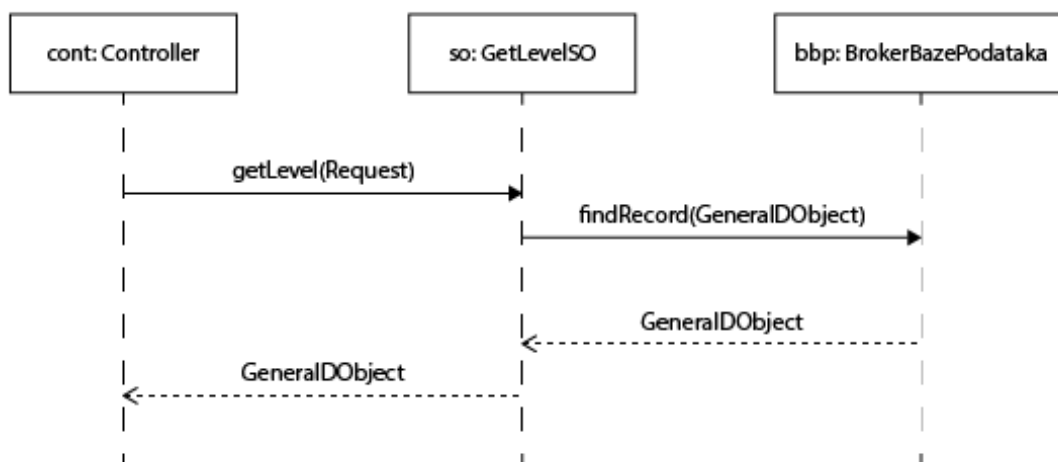 cont: Controller
so: GetLevelSO
bbp: BrokerBazePodataka
getLevel(Request)
findRecord(GeneralDObject)
GeneralDObject
GeneralDObject